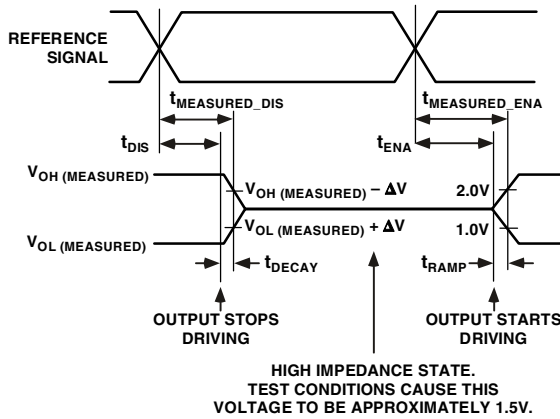 REFERENCE
SIGNAL
tMEASURED_DIS
tMEASURED_ENA
tDIS
tENA
VOH (MEASURED)
VOH (MEASURED) − ΔV
2.0V
VOL (MEASURED) + ΔV
1.0V
VOL (MEASURED)
tDECAY
tRAMP
OUTPUT STOPS
DRIVING
OUTPUT STARTS
DRIVING
HIGH IMPEDANCE STATE.
TEST CONDITIONS CAUSE THIS
VOLTAGE TO BE APPROXIMATELY 1.5V.